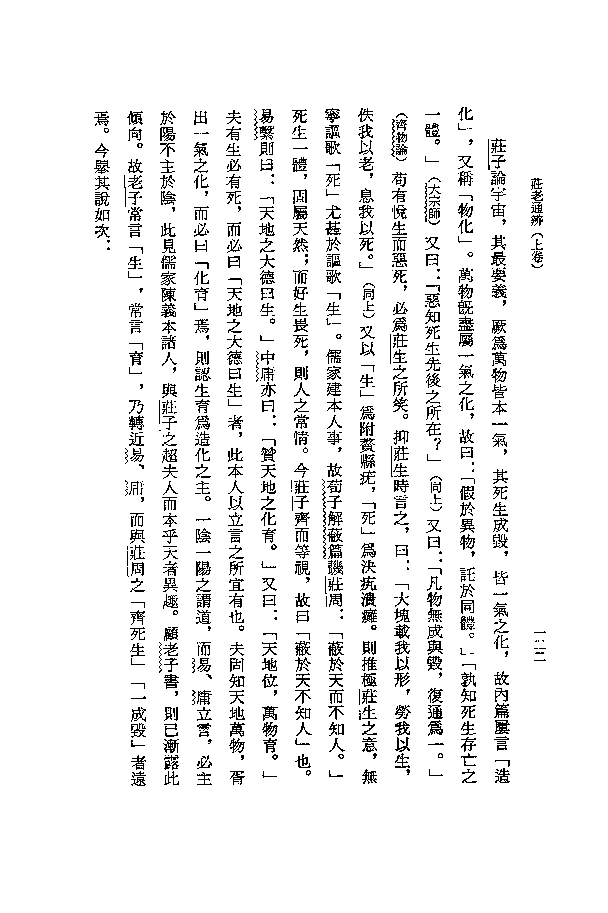 莊老通辨（上卷）
一六二
莊子論宇宙，其最要義，厥爲萬物皆本一氣，其死生成毀，皆一氣之化，故內篇屢言「造
化」，又稱「物化」。萬物既盡屬一氣之化，故曰：「假於異物，託於同體。」「孰知死生存亡之
一體。」（大宗師）又曰：「惡知死生先後之所在？」（同上）又曰：「凡物無成與毀，復通爲一。」
（齊物論）苟有悅生而惡死，必爲莊生之所笑。抑莊生時言之，曰：「大塊載我以形，勞我以生，
佚我以老，息我以死。」（同上）又以「生」爲附贅縣疣，「死」爲決𤴯潰癰。則推極莊生之意，無
寧謳歌「死」尤甚於謳歌「生」。儒家建本人事，故荀子解蔽篇譏莊周：「蔽於天而不知人。」
死生一體，固屬天然；而好生畏死，則人之常情。今莊子齊而等視，故曰「蔽於天不知人」也。
易繫則曰：「天地之大德曰生。」中庸亦曰：「贊天地之化育。」又曰：「天地位，萬物育。」
夫有生必有死，而必曰「天地之大德曰生」者，此本人以立言之所宜有也。夫固知天地萬物，胥
出一氣之化，而必曰「化育」焉，則認生育爲造化之主。一陰一陽之謂道，而易、庸立言，必主
於陽不主於陰，此見儒家陳義本諸人，與莊子之超夫人而本乎天者異趣。顧老子書，則已漸露此
傾向。故老子常言「生」，常言「育」，乃轉近易、庸，而與莊周之「齊死生」「一成毀」者遠
焉。今舉其說如次：